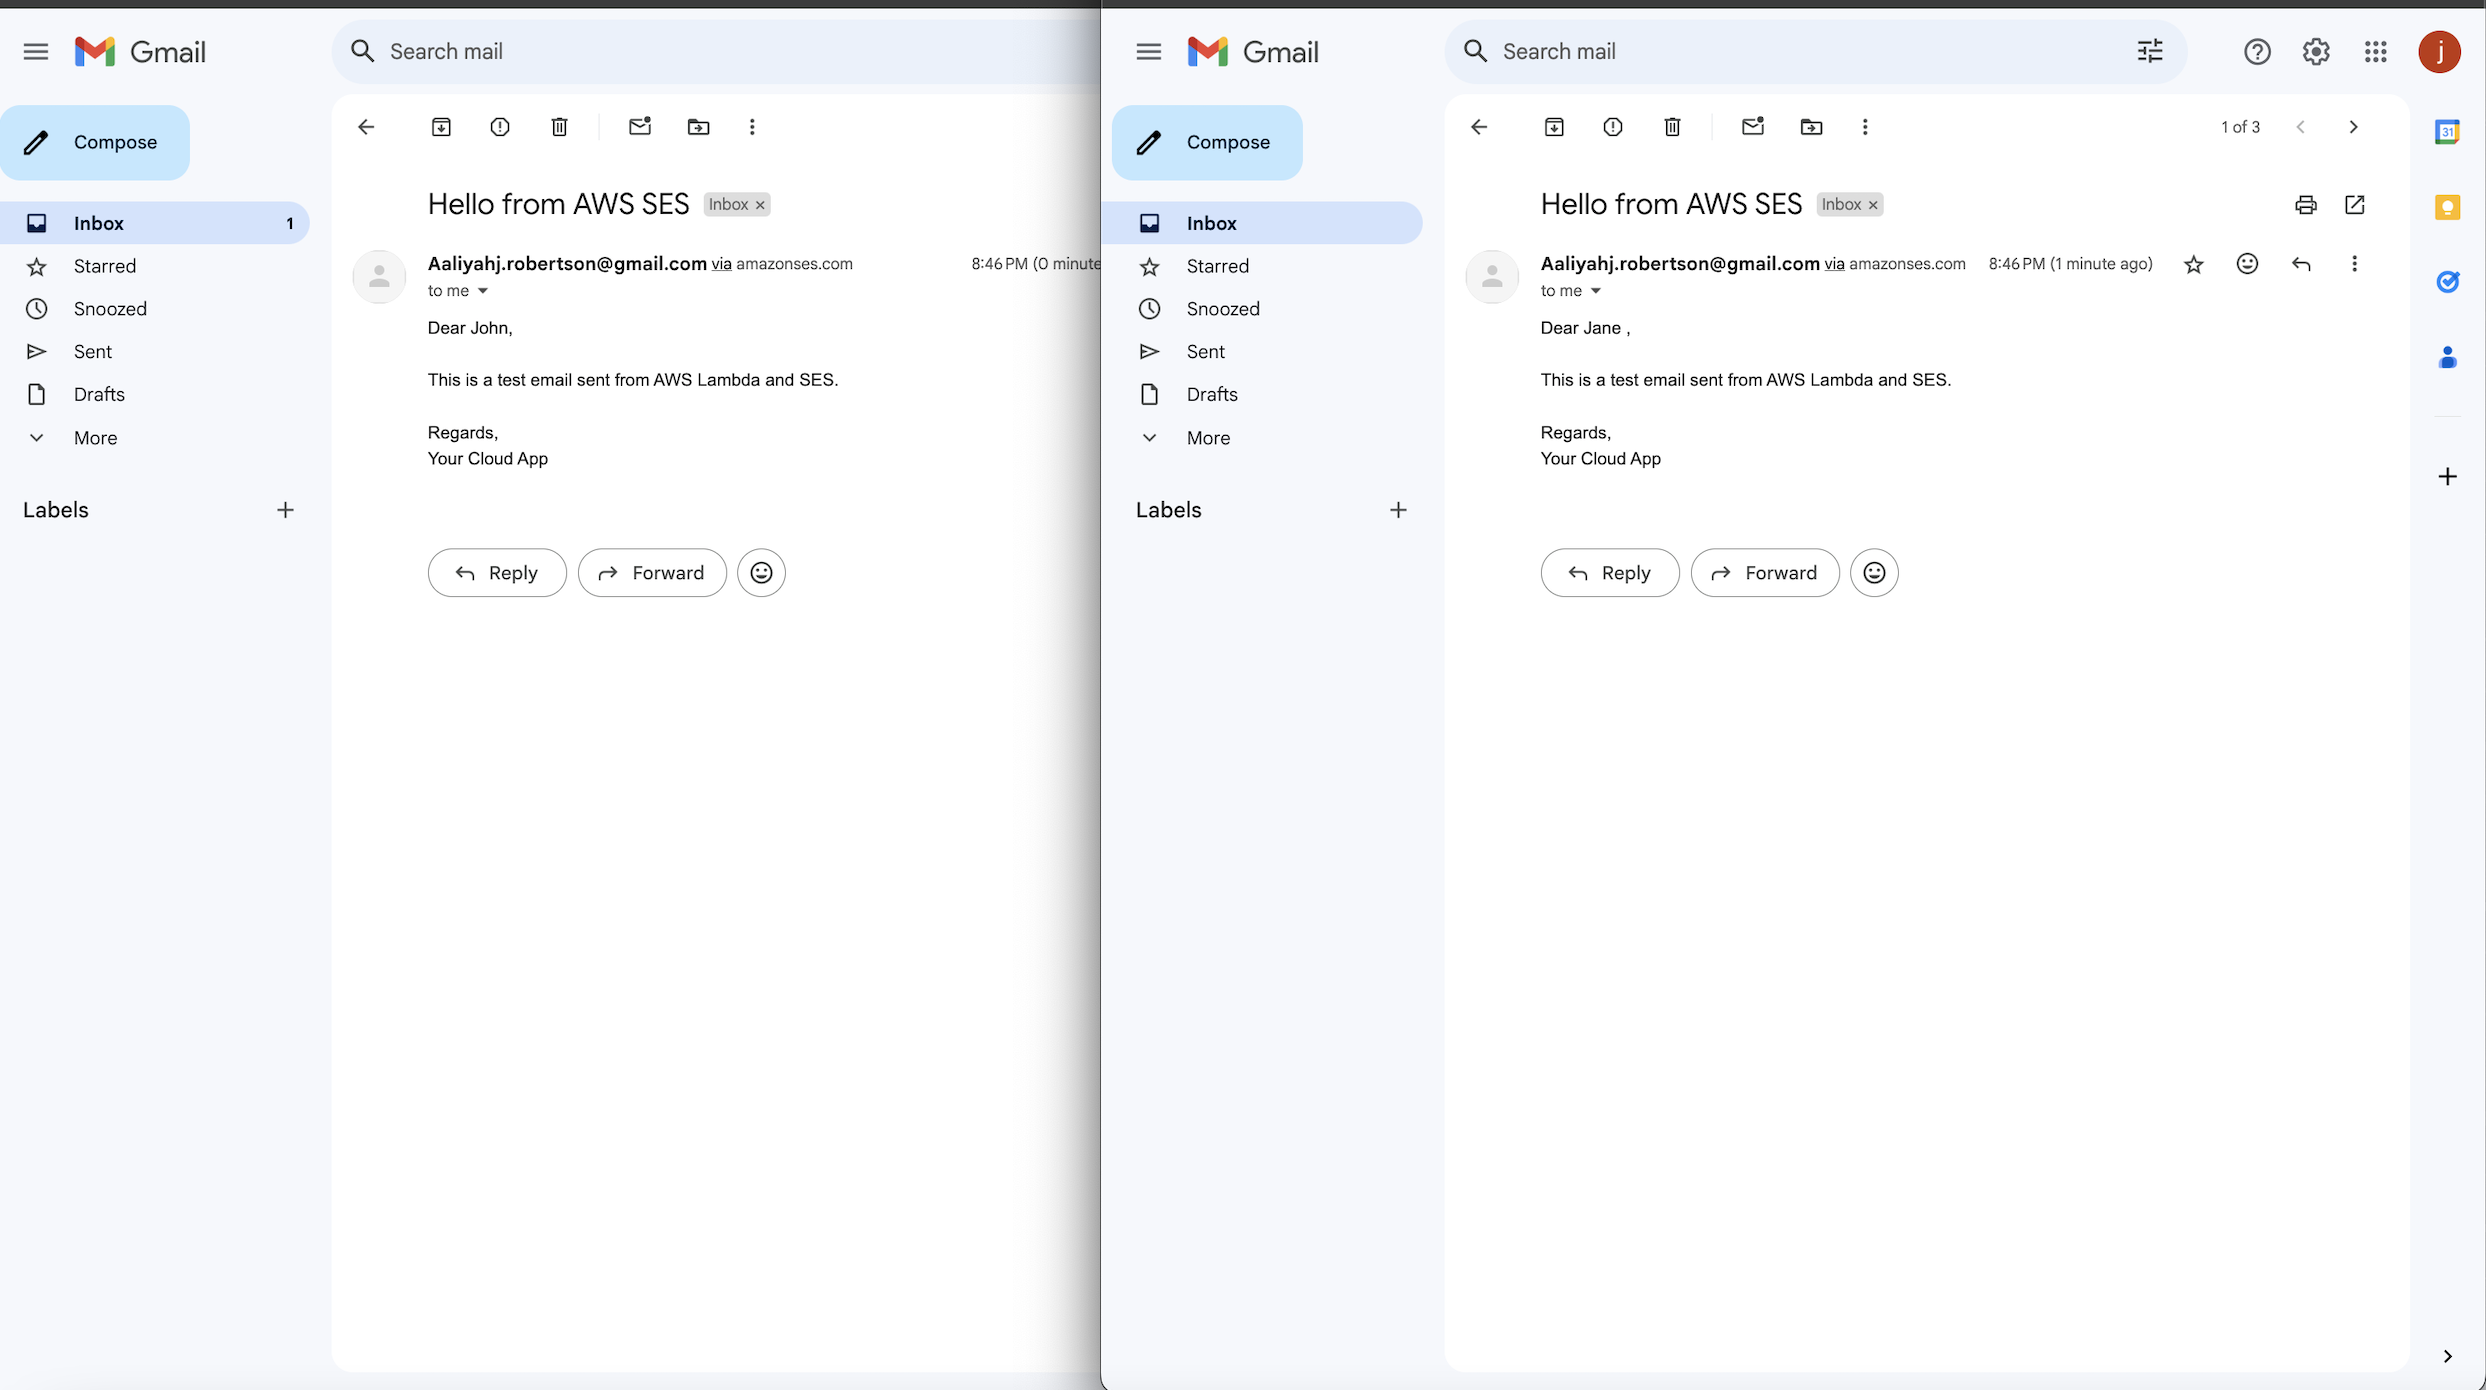 Gmail
Search mail
Compose
Inbox 1
Starred
Snoozed
Sent
Drafts
More
Labels
Hello from AWS SES Inbox ×
Aaliyahj.robertson@gmail.com via amazonses.com 8:46 PM (0 minute
to me
Dear John,
This is a test email sent from AWS Lambda and SES.
Regards,
Your Cloud App
Reply Forward
Gmail
Search mail
j
Compose
1 of 3
31
Inbox
Starred
Snoozed
Sent
Drafts
More
Labels
Hello from AWS SES Inbox ×
Aaliyahj.robertson@gmail.com via amazonses.com 8:46 PM (1 minute ago)
to me
Dear Jane ,
This is a test email sent from AWS Lambda and SES.
Regards,
Your Cloud App
Reply Forward